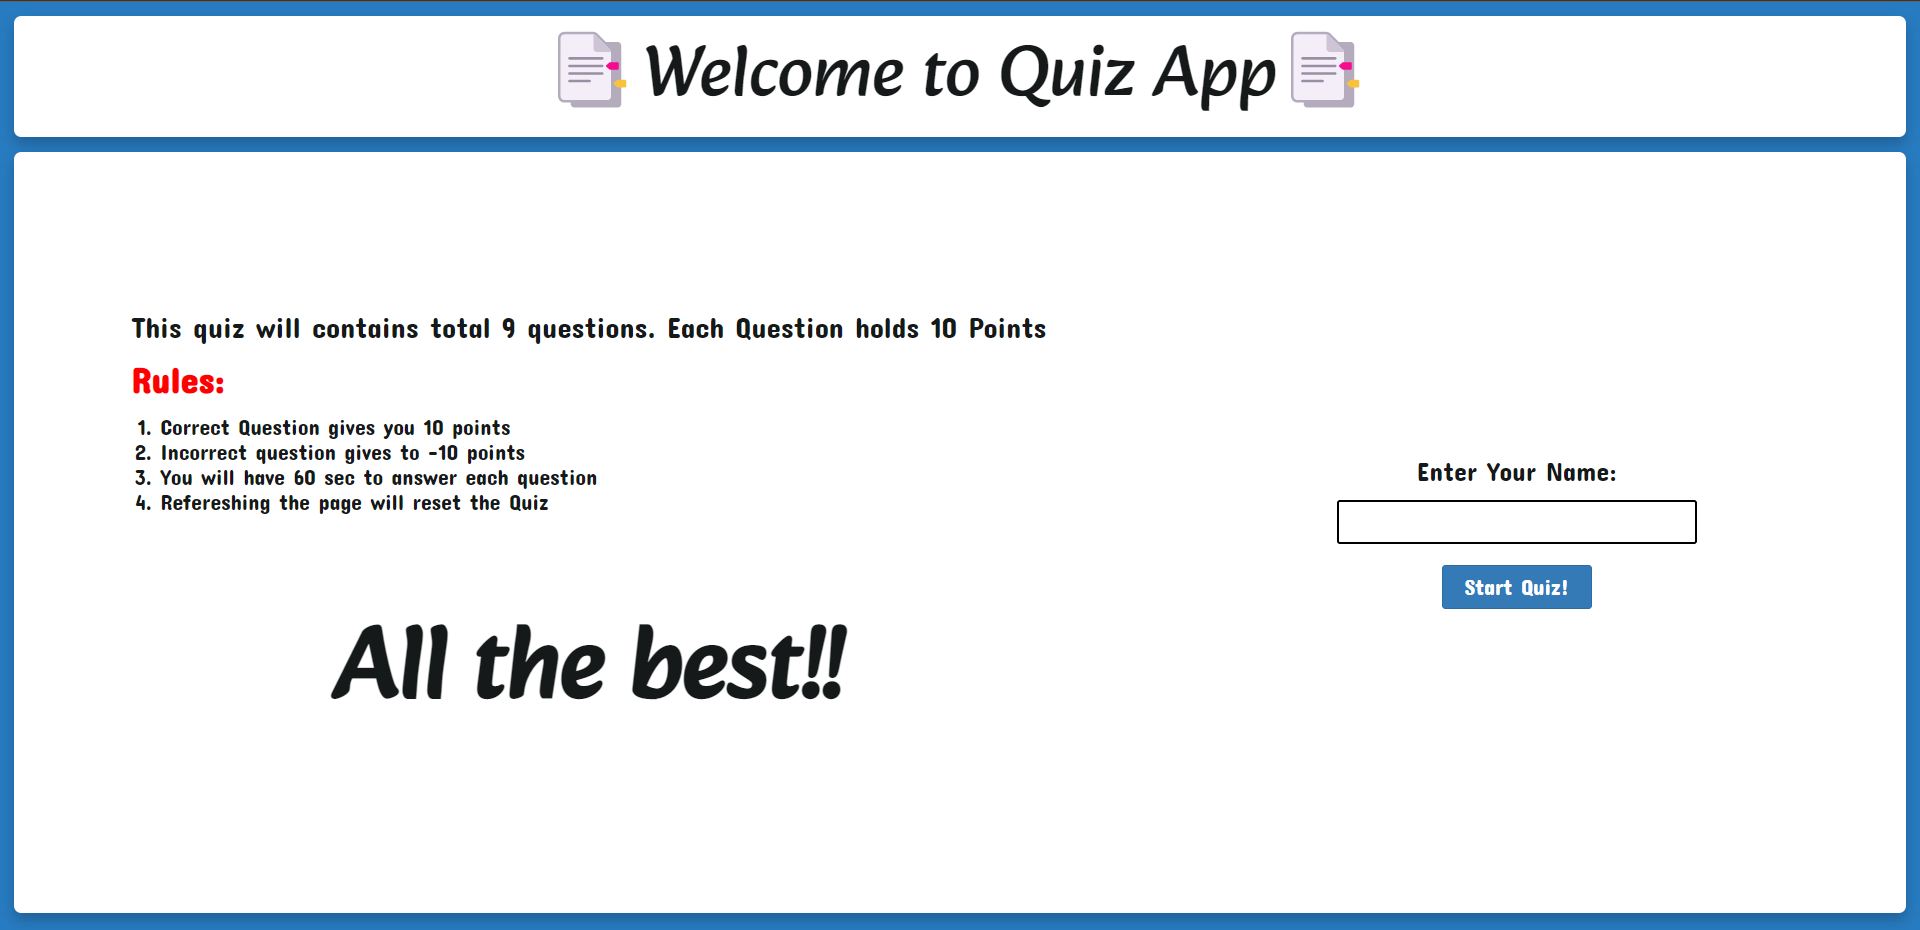 Welcome to Quiz App
This quiz will contains total 9 questions. Each Question holds 10 Points
Rules:
1. Correct Question gives you 10 points
2. Incorrect question gives to -10 points
3. You will have 60 sec to answer each question
4. Refereshing the page will reset the Quiz
Enter Your Name:
Start Quiz!
All the best!!